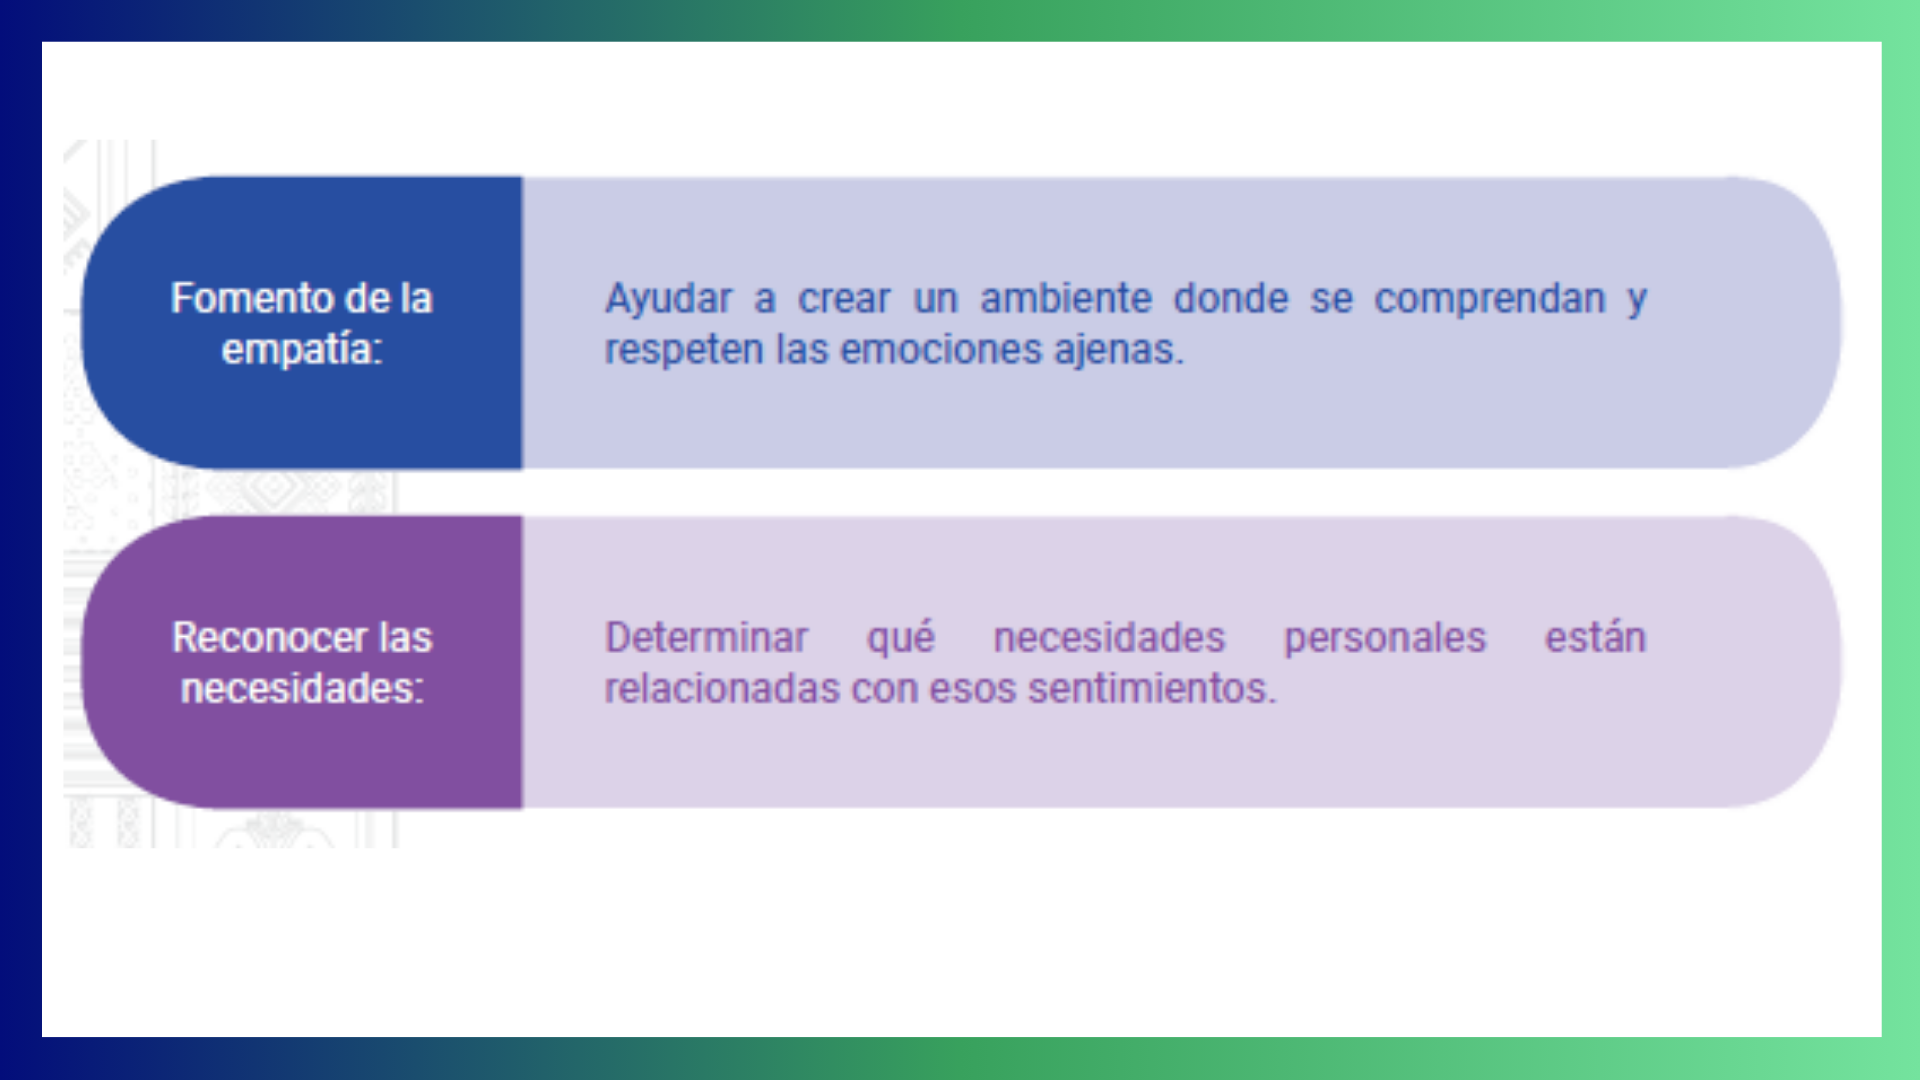 Fomento de la
empatía:
Ayudar a crear un ambiente donde se comprendan y
respeten las emociones ajenas.
Reconocer las
necesidades:
Determinar qué necesidades personales están
relacionadas con esos sentimientos.